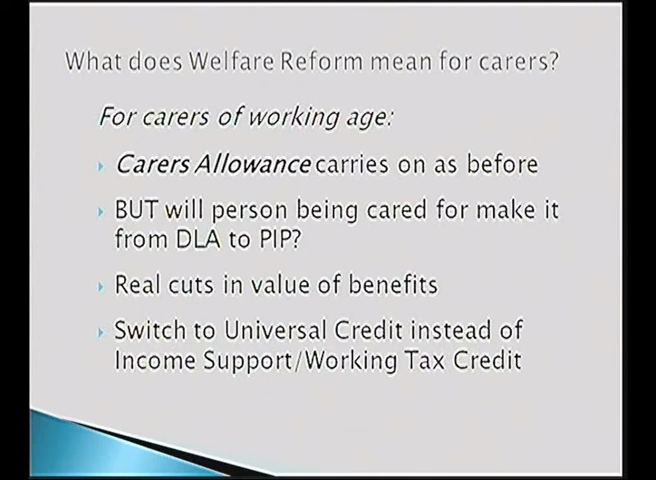 What does Welfare Reform mean for carers?
For carers of working age:
Carers Allowance carries on as before
BUT will person being cared for make it
from DLA to PIP?
Real cuts in value of benefits
Switch to Universal Credit instead of
Income Support/Working Tax Credit